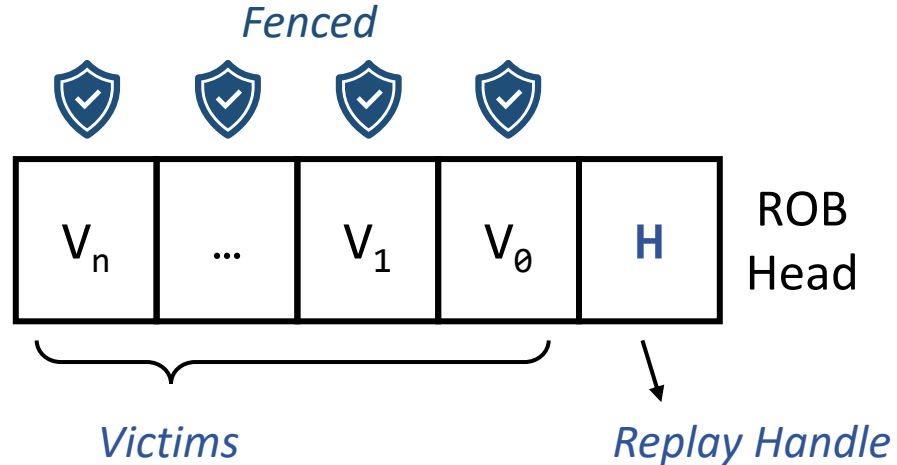 Fenced
Vn ... V1 V0 H
ROB
Head
Victims
Replay Handle